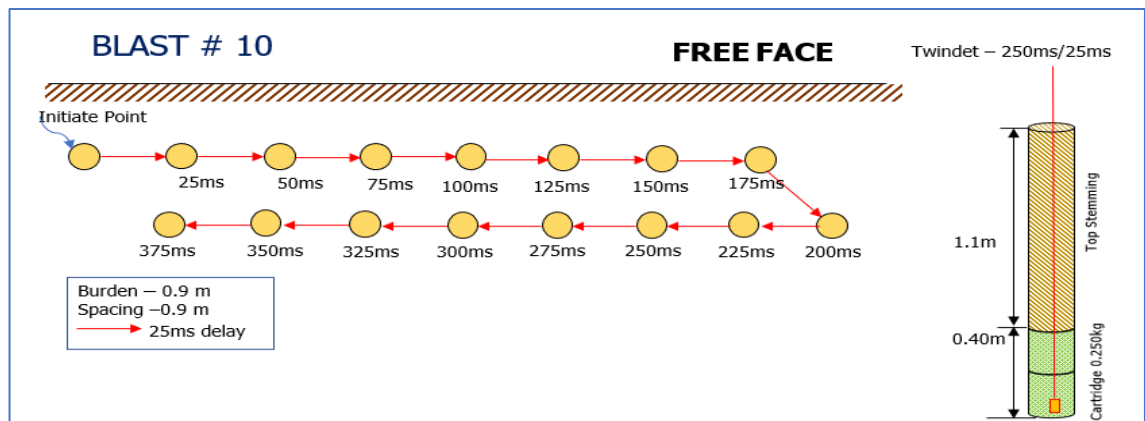 BLAST # 10
FREE FACE
Twindet – 250ms/25ms
Initiate Point
25ms
50ms
75ms
100ms
125ms
150ms
175ms
375ms
350ms
325ms
300ms
275ms
250ms
225ms
200ms
Burden – 0.9 m
Spacing –0.9 m
25ms delay
1.1m
Top Stemming
0.40m
Cartridge 0.250kg